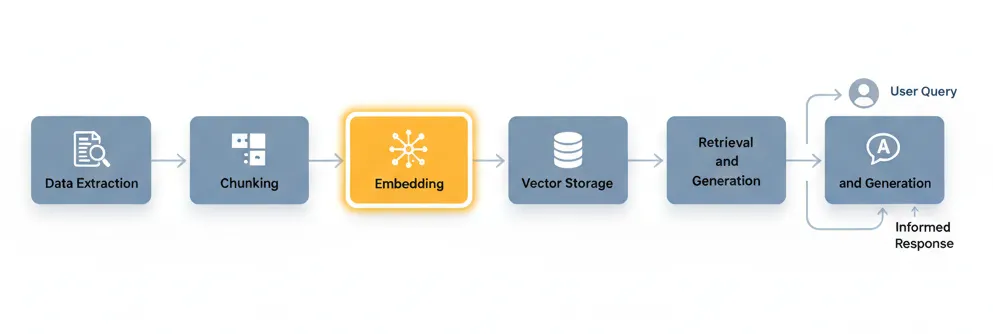 User Query
Data Extraction
Chunking
Embedding
Vector Storage
Retrieval
and
Generation
A
and Generation
Informed
Response